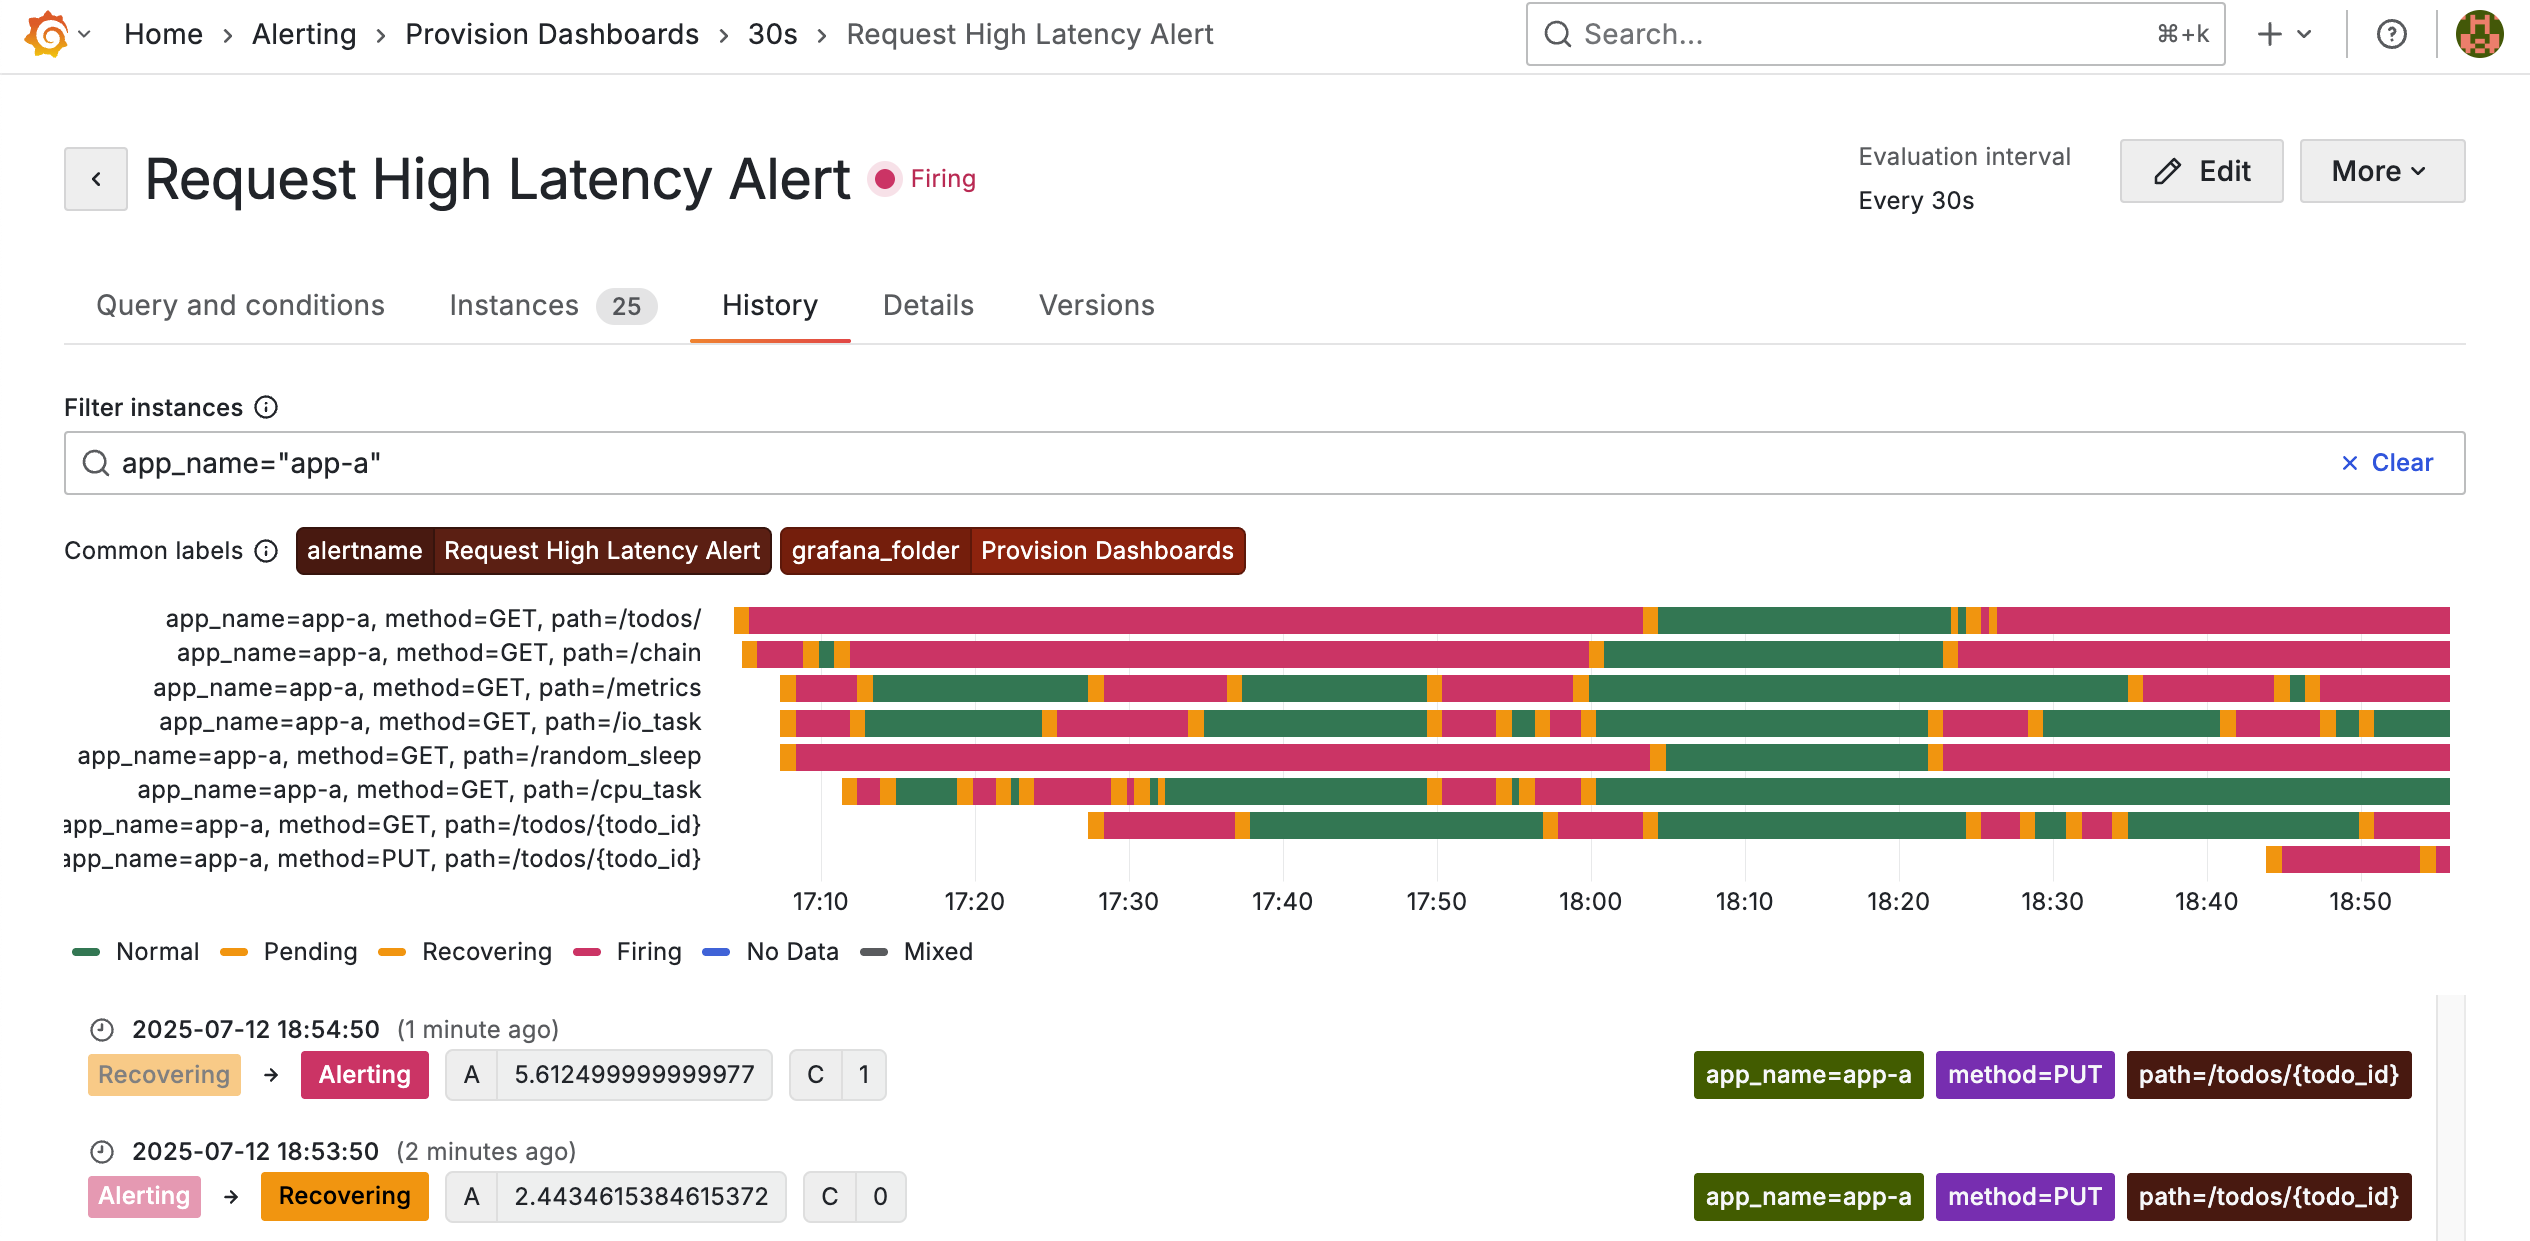 Home > Alerting > Provision Dashboards > 30s > Request High Latency Alert
Search... ⌘+k
Request High Latency Alert Firing
Evaluation interval
Every 30s
Edit
More
Query and conditions Instances 25 History Details Versions
Filter instances
app_name="app-a"
Clear
Common labels alertname Request High Latency Alert grafana_folder Provision Dashboards
app_name=app-a, method=GET, path=/todos/
app_name=app-a, method=GET, path=/chain
app_name=app-a, method=GET, path=/metrics
app_name=app-a, method=GET, path=/io_task
app_name=app-a, method=GET, path=/random_sleep
app_name=app-a, method=GET, path=/cpu_task
app_name=app-a, method=GET, path=/todos/{todo_id}
app_name=app-a, method=PUT, path=/todos/{todo_id}
17:10 17:20 17:30 17:40 17:50 18:00 18:10 18:20 18:30 18:40 18:50
Normal Pending Recovering Firing No Data Mixed
2025-07-12 18:54:50 (1 minute ago)
Recovering → Alerting A 5.612499999999977 C 1 app_name=app-a method=PUT path=/todos/{todo_id}
2025-07-12 18:53:50 (2 minutes ago)
Alerting → Recovering A 2.4434615384615372 C 0 app_name=app-a method=PUT path=/todos/{todo_id}